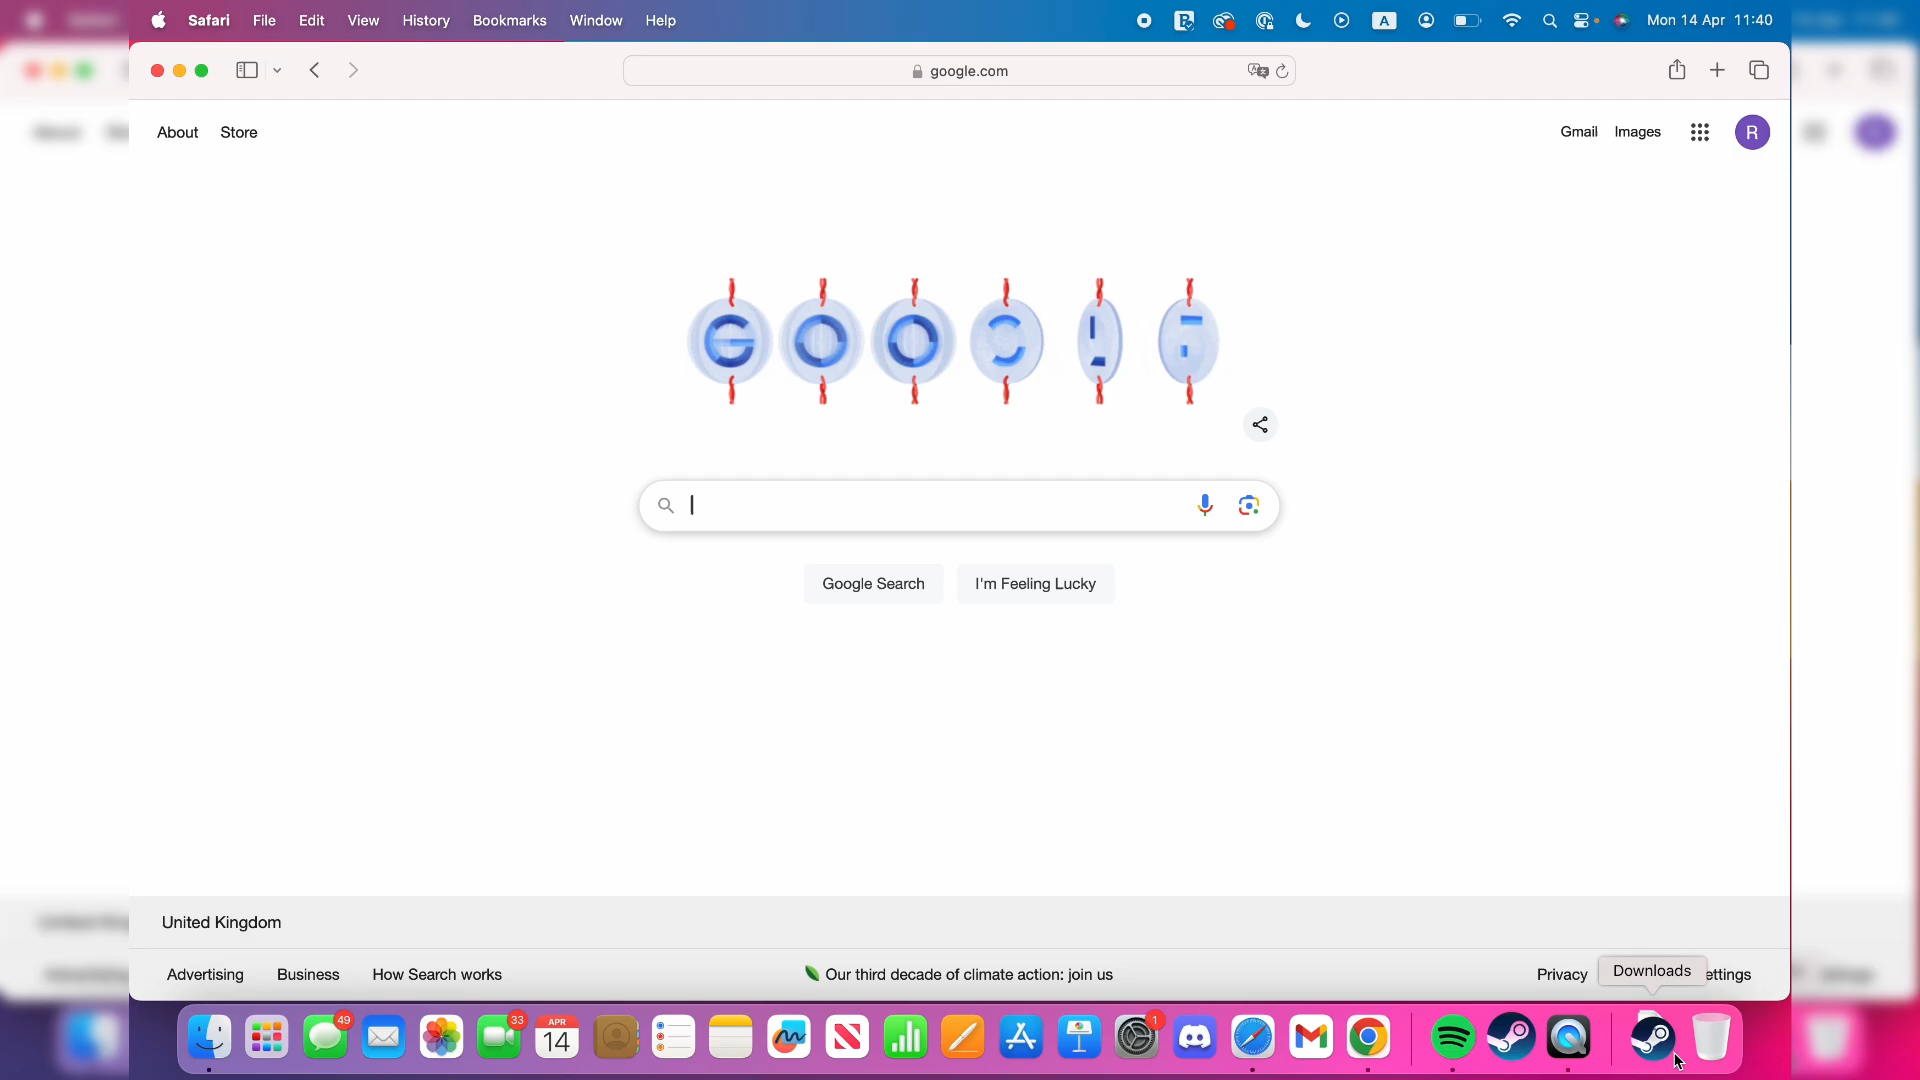 Safari File Edit View History Bookmarks Window Help A Mon 14 Apr 11:40
google.com
About Store Gmail Images R
Google Search I'm Feeling Lucky
United Kingdom
Advertising Business How Search works Our third decade of climate action: join us Privacy Downloads ettings
49 33 APR 14 1